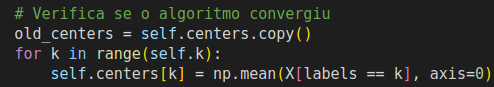 # Verifica se o algoritmo convergiu
old_centers = self.centers.copy()
for k in range(self.k):
    self.centers[k] = np.mean(X[labels == k], axis=0)